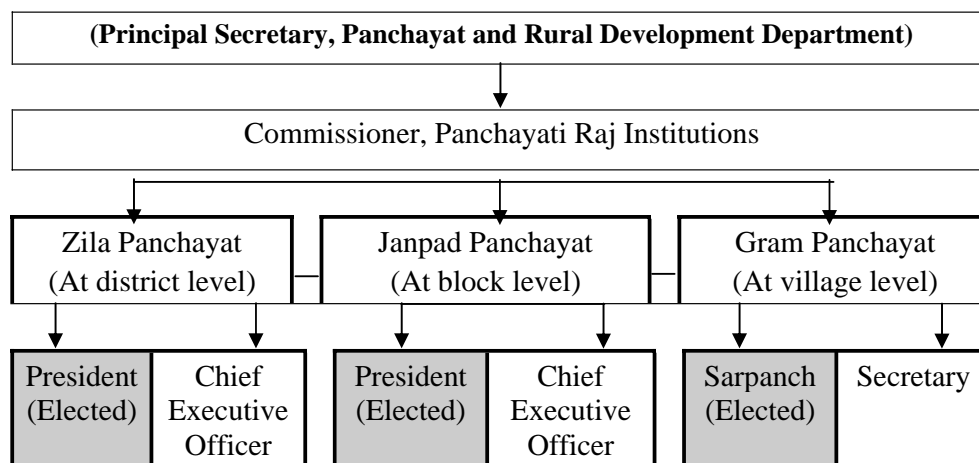 (Principal Secretary, Panchayat and Rural Development Department)
Commissioner, Panchayati Raj Institutions
Zila Panchayat
(At district level)
Janpad Panchayat
(At block level)
Gram Panchayat
(At village level)
President
(Elected)
Chief
Executive
Officer
President
(Elected)
Chief
Executive
Officer
Sarpanch
(Elected)
Secretary